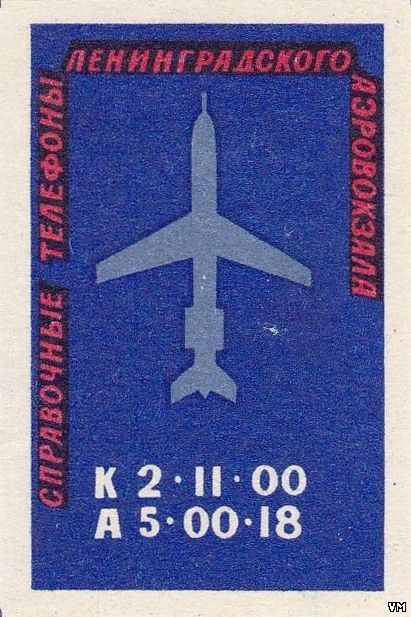 СПРАВОЧНЫЕ ТЕЛЕФОНЫ
ЛЕНИНГРАДСКОГО
АЭРОВОКЗАЛА
К 2·11·00
А 5·00·18
VM